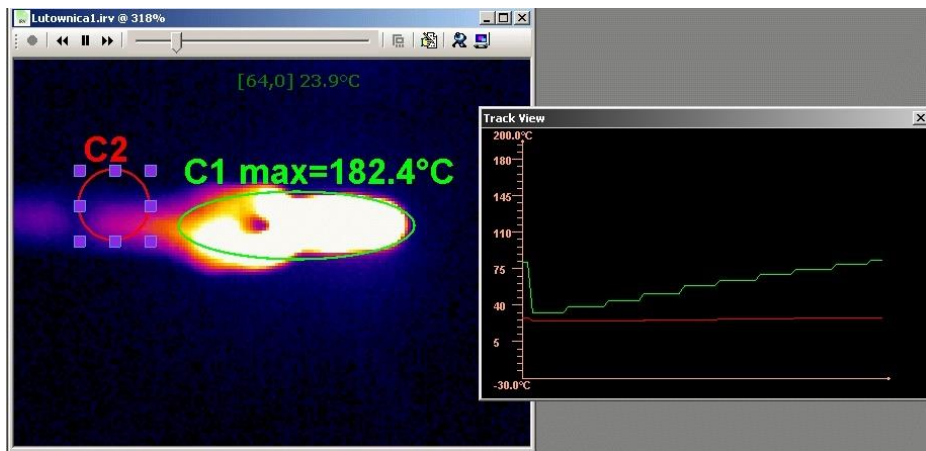 Lutownica1.irv @ 318%
[64,0] 23.9°C
C2
C1 max=182.4°C
Track View
200.0°C
180
145
110
75
40
5
-30.0°C